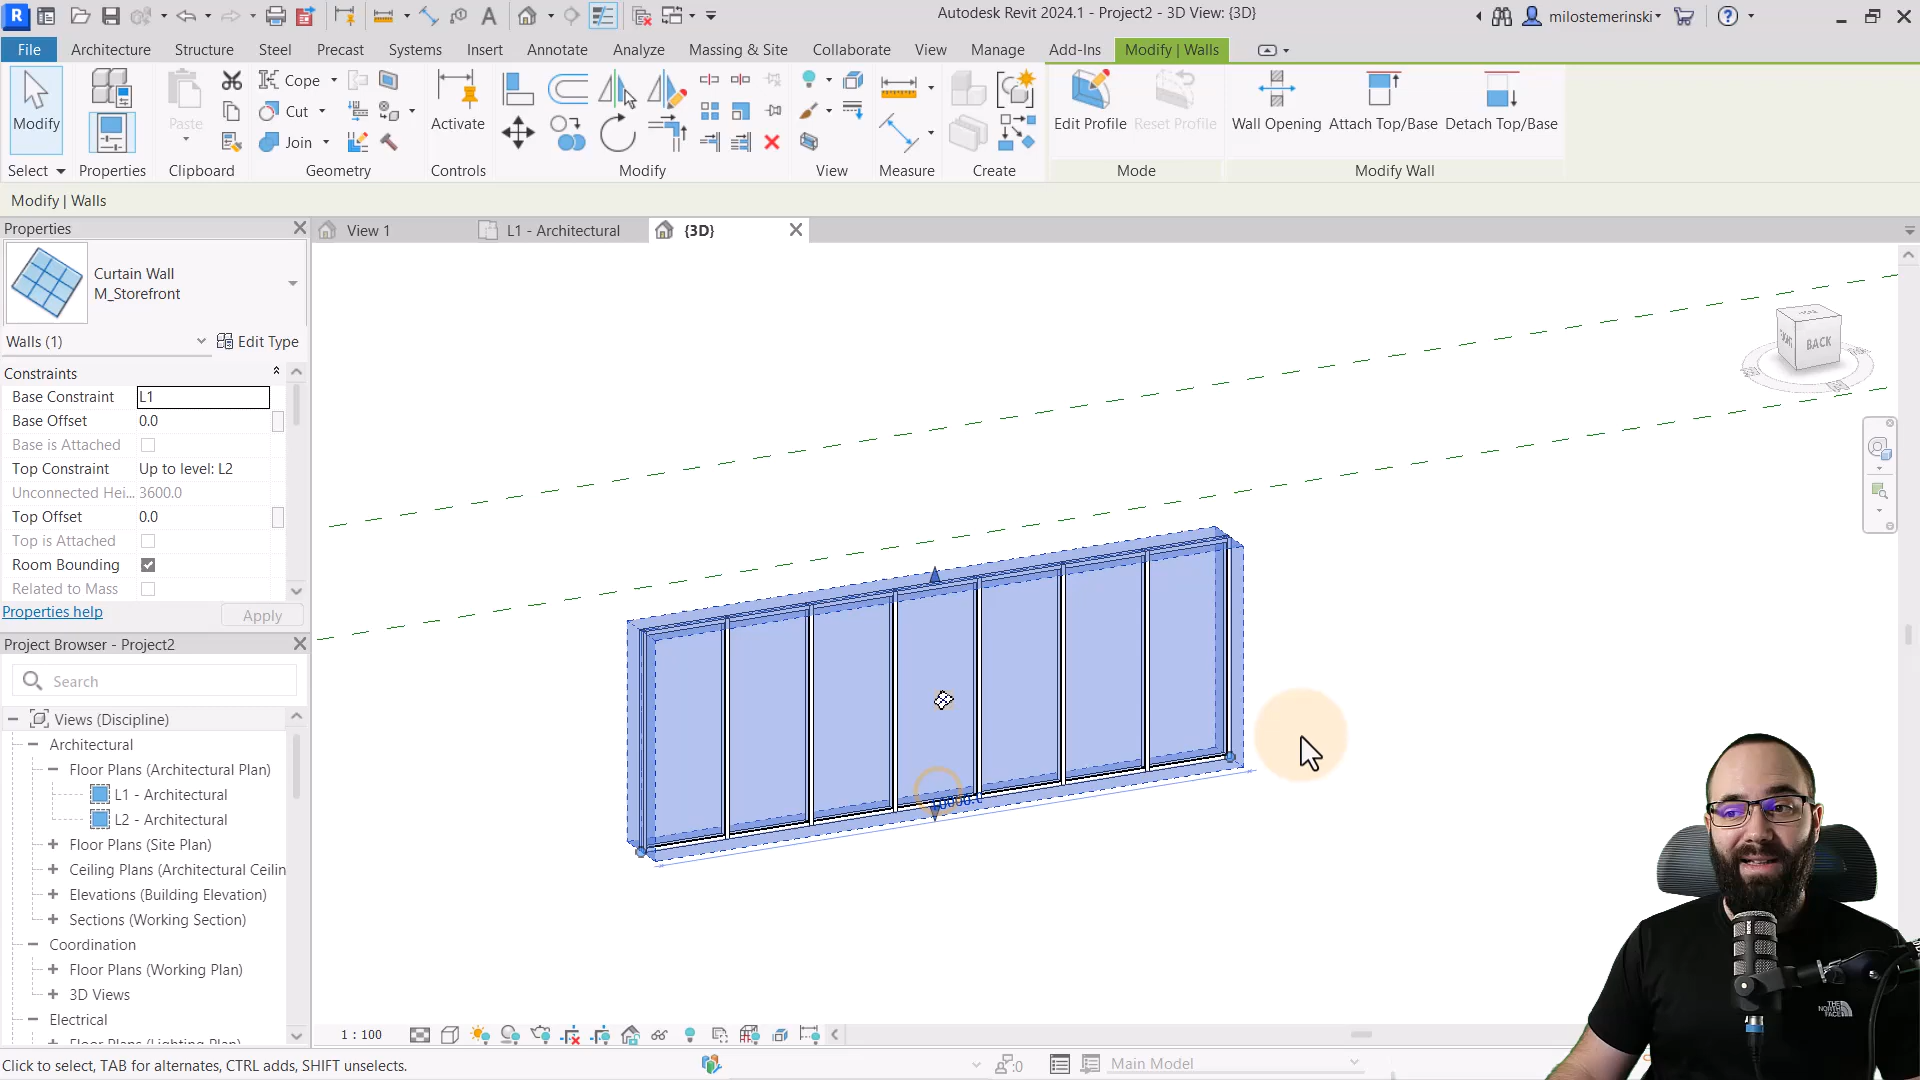 Autodesk Revit 2024.1 - Project2 - 3D View: {3D}
milostemerinski
File
Architecture
Structure
Steel
Precast
Systems
Insert
Annotate
Analyze
Massing & Site
Collaborate
View
Manage
Add-Ins
Modify | Walls
Modify
Paste
Cope
Cut
Join
Activate
Edit Profile
Reset Profile
Wall Opening
Attach Top/Base
Detach Top/Base
Select
Properties
Clipboard
Geometry
Controls
Modify
View
Measure
Create
Mode
Modify Wall
Modify | Walls
Properties
View 1
L1 - Architectural
{3D}
Curtain Wall
M_Storefront
Walls (1)
Edit Type
Constraints
Base Constraint L1
Base Offset 0.0
Base is Attached
Top Constraint Up to level: L2
Unconnected Hei... 3600.0
Top Offset 0.0
Top is Attached
Room Bounding
Related to Mass
Properties help
Apply
Project Browser - Project2
Search
Views (Discipline)
Architectural
Floor Plans (Architectural Plan)
L1 - Architectural
L2 - Architectural
Floor Plans (Site Plan)
Ceiling Plans (Architectural Ceilin
Elevations (Building Elevation)
Sections (Working Section)
Coordination
Floor Plans (Working Plan)
3D Views
Electrical
Floor Plans (Lighting Plan)
BACK
1 : 100
Click to select, TAB for alternates, CTRL adds, SHIFT unselects.
:0
Main Model
THE
NORTH
FACE